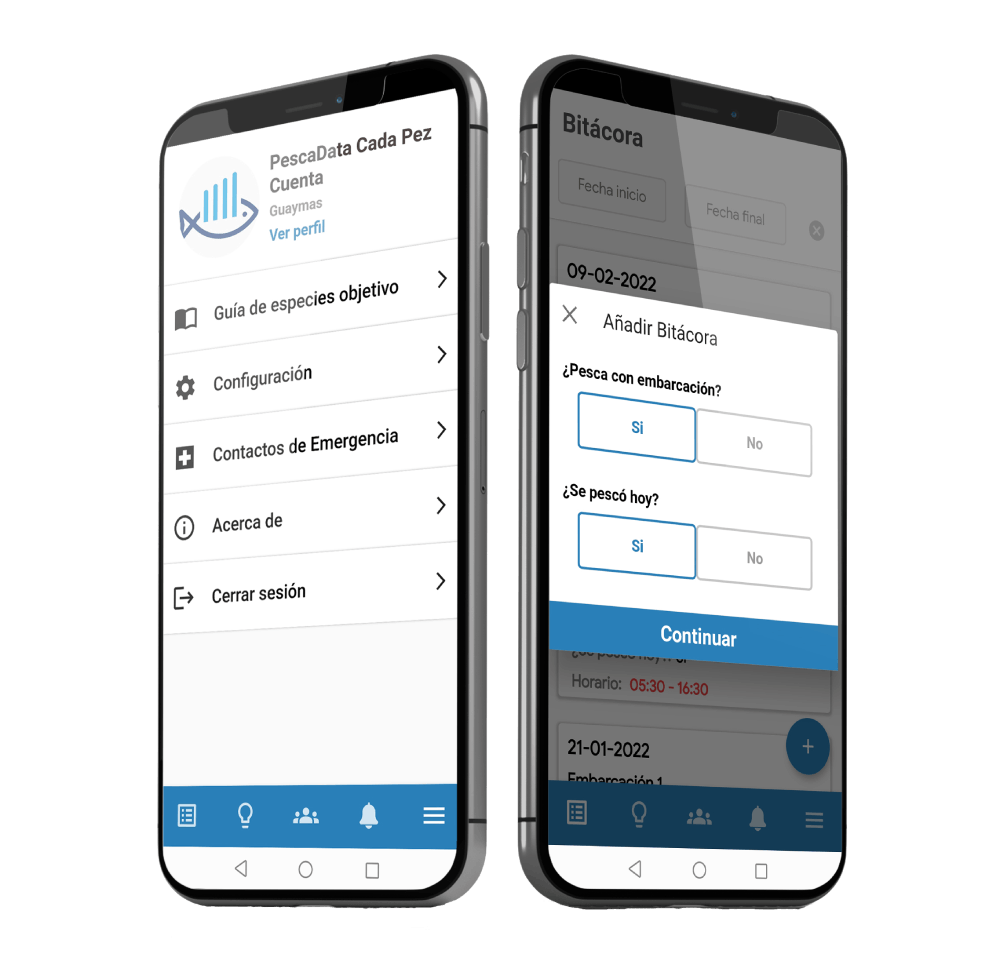 PescaData Cada Pez
Cuenta
Guaymas
Ver perfil
Guía de especies objetivo
Configuración
Contactos de Emergencia
Acerca de
Cerrar sesión
Bitácora
Fecha inicio
Fecha final
09-02-2022
Añadir Bitácora
¿Pesca con embarcación?
Si
No
¿Se pescó hoy?
Si
No
Continuar
¿Se pescó hoy? Si
Horario: 05:30 - 16:30
21-01-2022
Embarcación 1